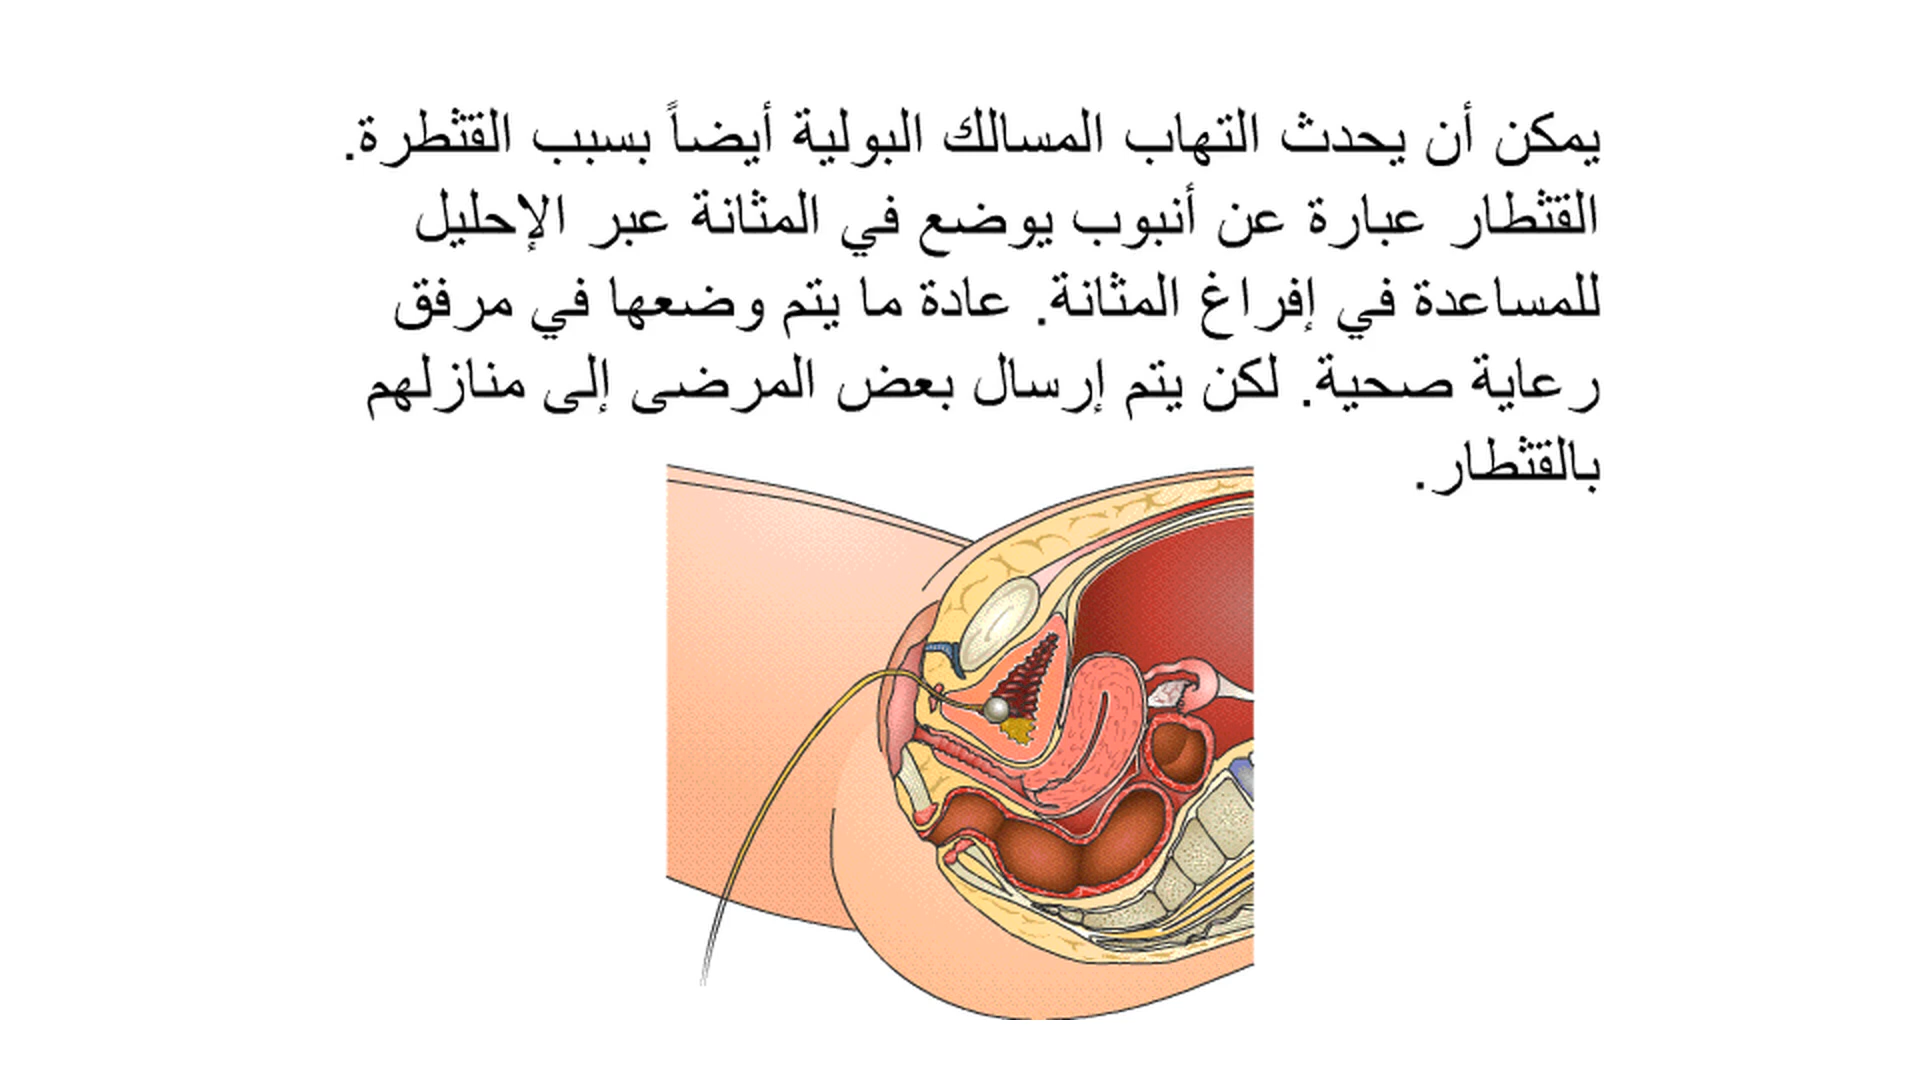 يمكن أن يحدث التهاب المسالك البولية أيضاً بسبب القثطرة.
القثطار عبارة عن أنبوب يوضع في المثانة عبر الإحليل
للمساعدة في إفراغ المثانة. عادة ما يتم وضعها في مرفق
رعاية صحية. لكن يتم إرسال بعض المرضى إلى منازلهم
بالقثطار.